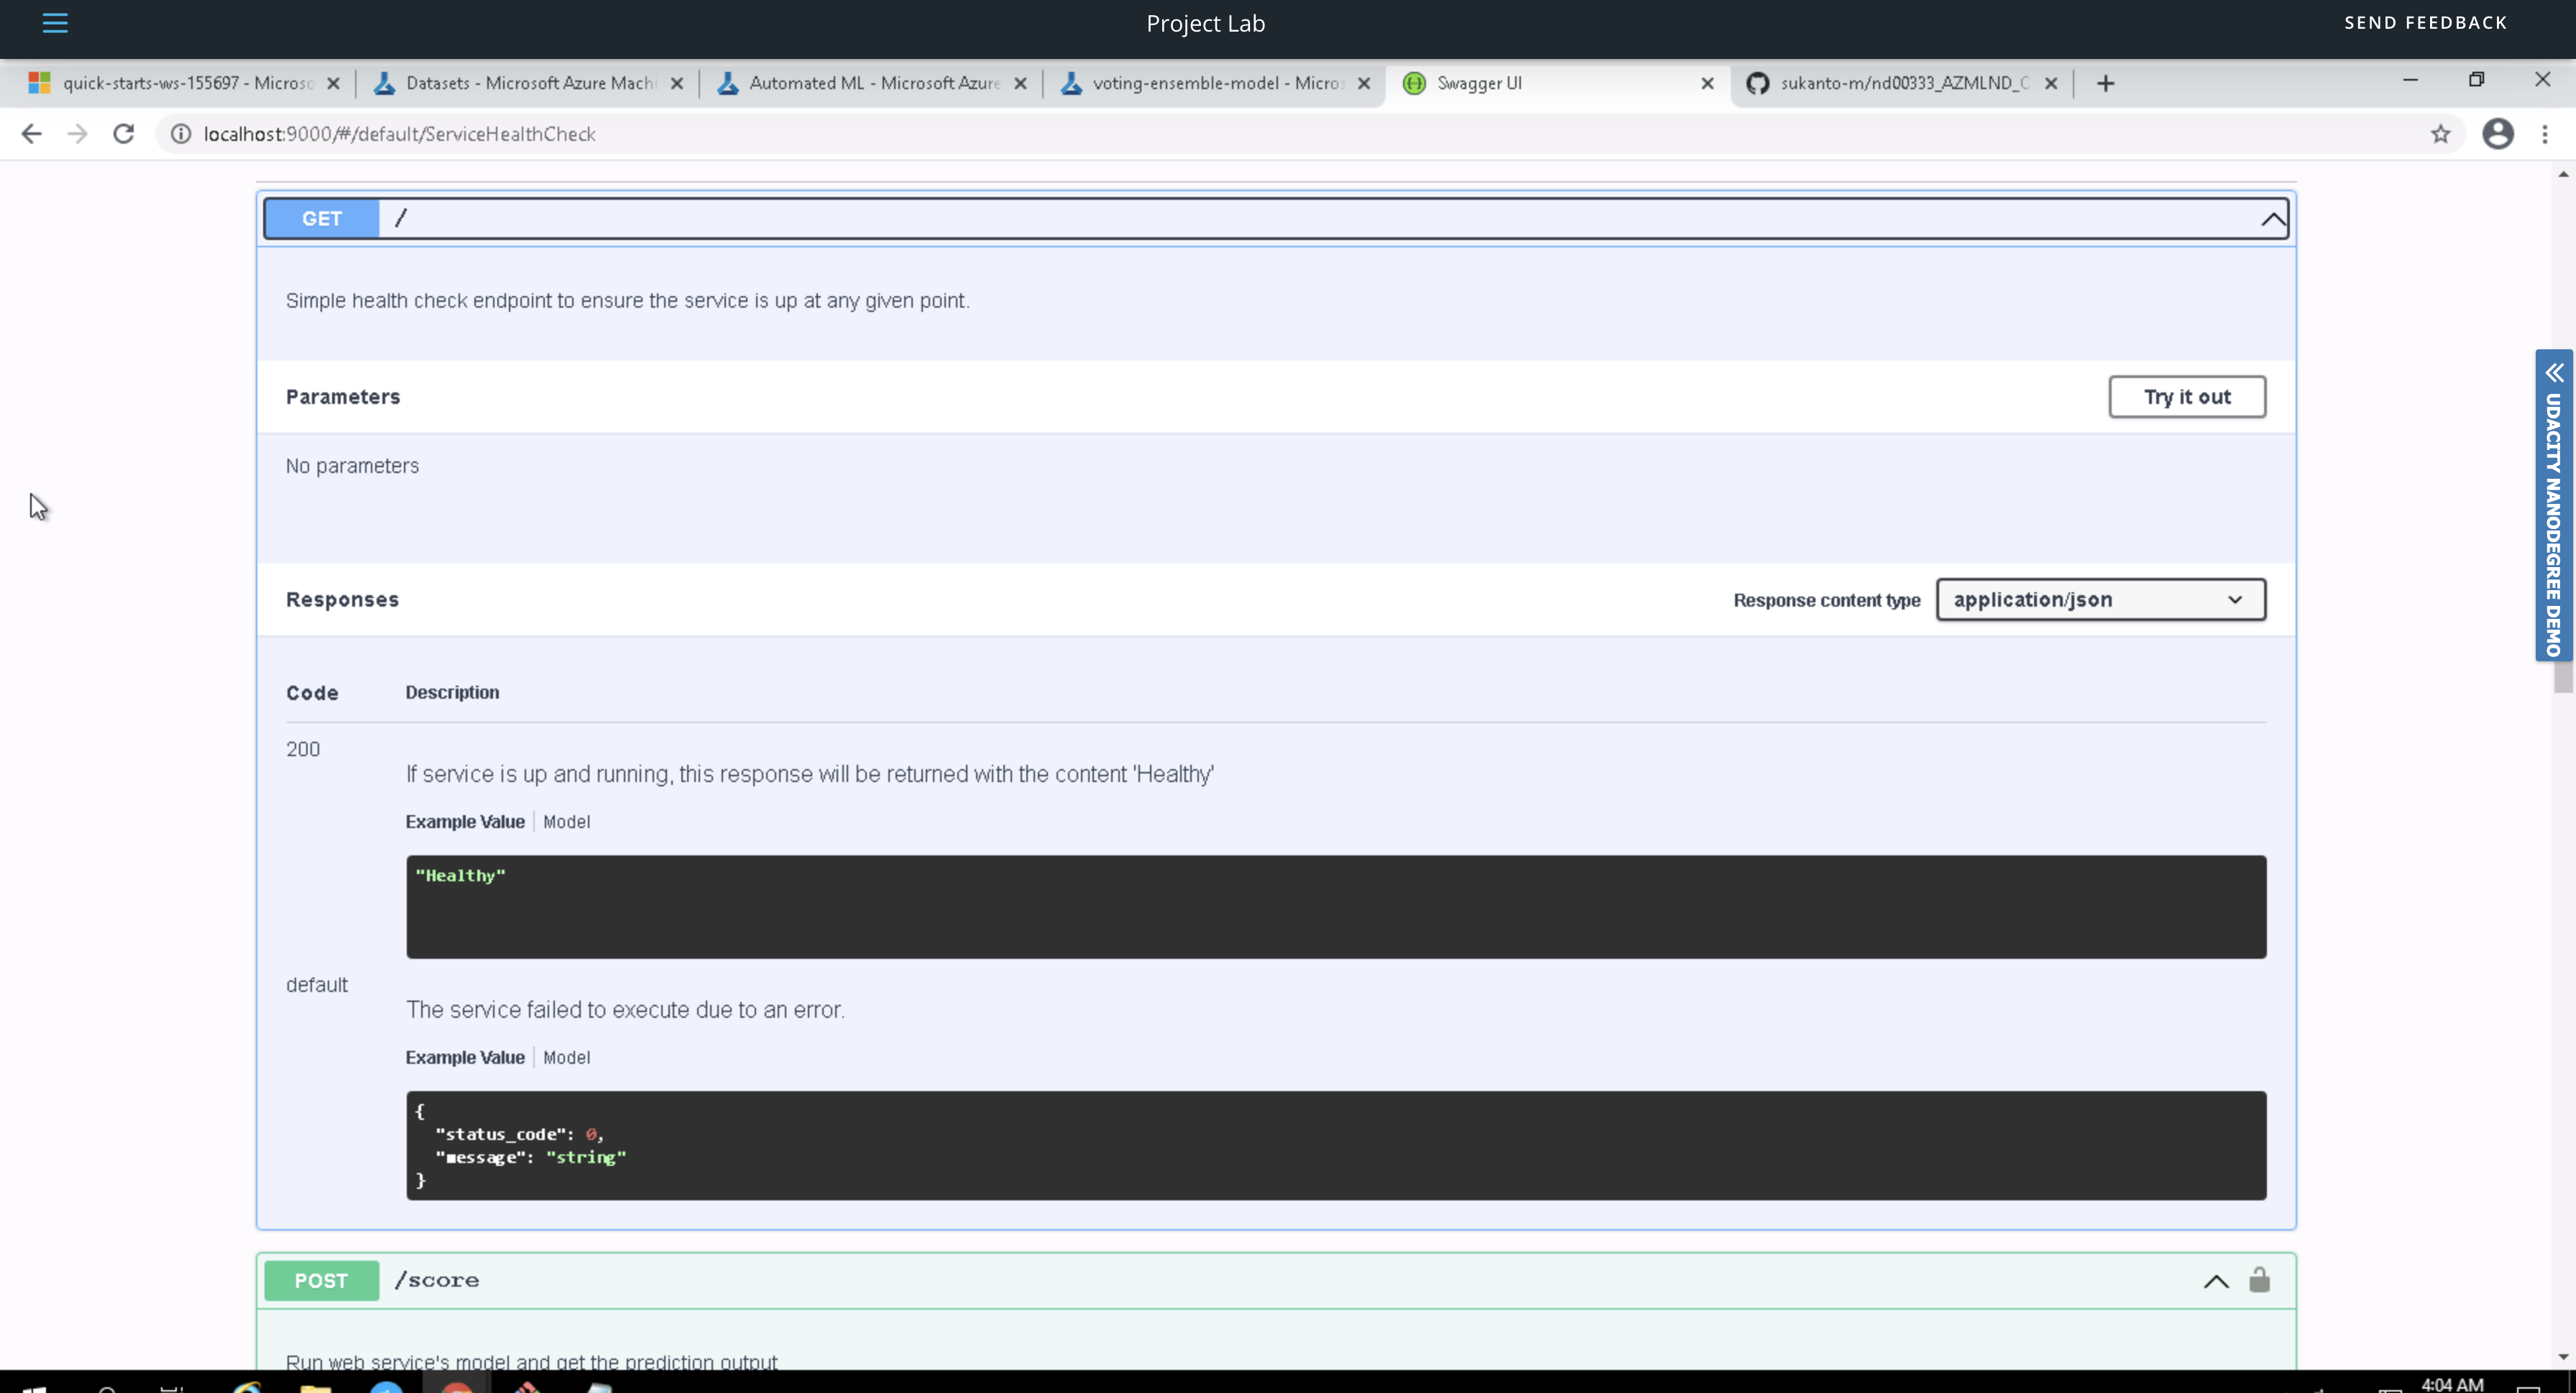 Project Lab
SEND FEEDBACK
quick-starts-ws-155697 - Microso
Datasets - Microsoft Azure Machi
Automated ML - Microsoft Azure
voting-ensemble-model - Micros
Swagger UI
sukanto-m/nd00333_AZMLND_C
localhost:9000/#/default/ServiceHealthCheck
GET /
Simple health check endpoint to ensure the service is up at any given point.
Parameters
Try it out
No parameters
UDACITY NANODEGREE DEMO
Responses
Response content type
application/json
Code Description
200
If service is up and running, this response will be returned with the content 'Healthy'
Example Value Model
"Healthy"
default
The service failed to execute due to an error.
Example Value Model
{
"status_code": 0,
"message": "string"
}
POST /score
Run web service's model and get the prediction output
4:04 AM